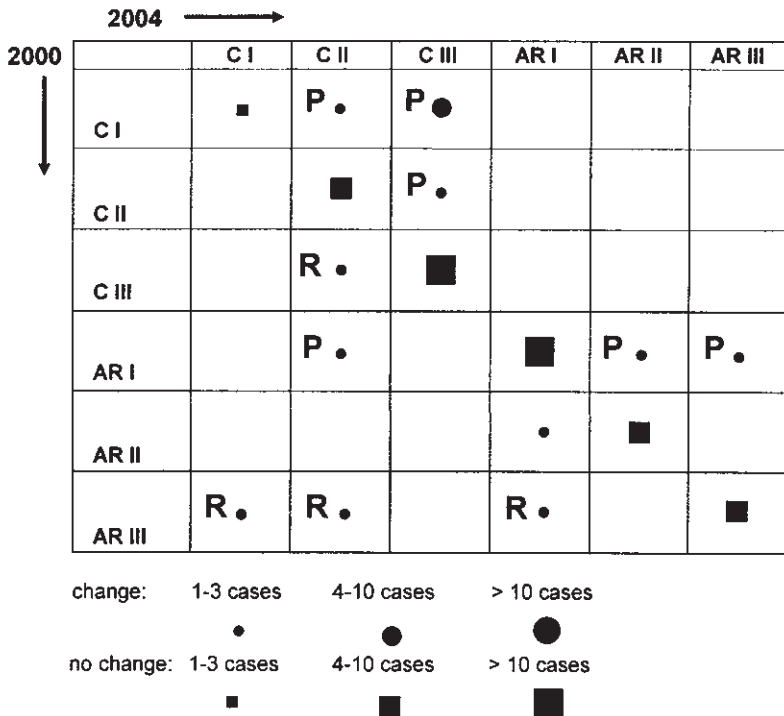 2004
2000
C I C II C III AR I AR II AR III
C I P P
C II P
C III R
AR I P P P
AR II
AR III R R R
change: 1-3 cases 4-10 cases > 10 cases
no change: 1-3 cases 4-10 cases > 10 cases